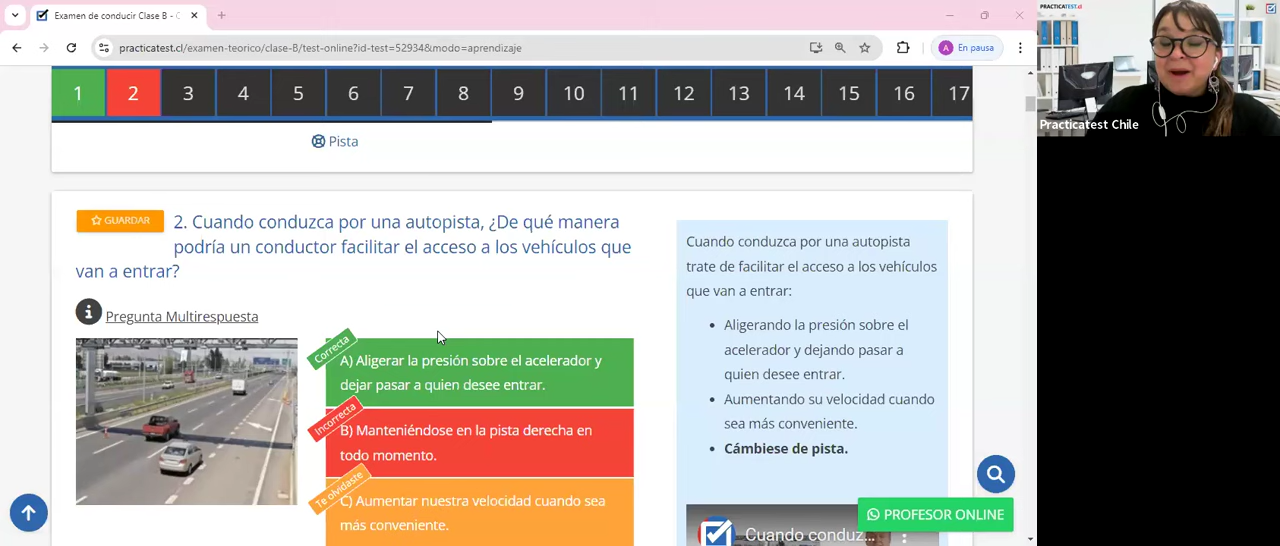 Examen de conducir Clase B - C
practicatest.cl/examen-teorico/clase-B/test-online?id-test=52934&modo=aprendizaje
A En pausa
1 2 3 4 5 6 7 8 9 10 11 12 13 14 15 16 17
Pista
GUARDAR
2. Cuando conduzca por una autopista, ¿De qué manera
podría un conductor facilitar el acceso a los vehículos que
van a entrar?
Pregunta Multirespuesta
Correcta
A) Aligerar la presión sobre el acelerador y
dejar pasar a quien desee entrar.
Incorrecta
B) Manteniéndose en la pista derecha en
todo momento.
Te olvidaste
C) Aumentar nuestra velocidad cuando sea
más conveniente.
Cuando conduzca por una autopista
trate de facilitar el acceso a los vehículos
que van a entrar:
• Aligerando la presión sobre el
acelerador y dejando pasar a
quien desee entrar.
• Aumentando su velocidad cuando
sea más conveniente.
• Cámbiese de pista.
Cuando conduz...
PROFESOR ONLINE
PRACTICATEST.CL
Practicatest Chile